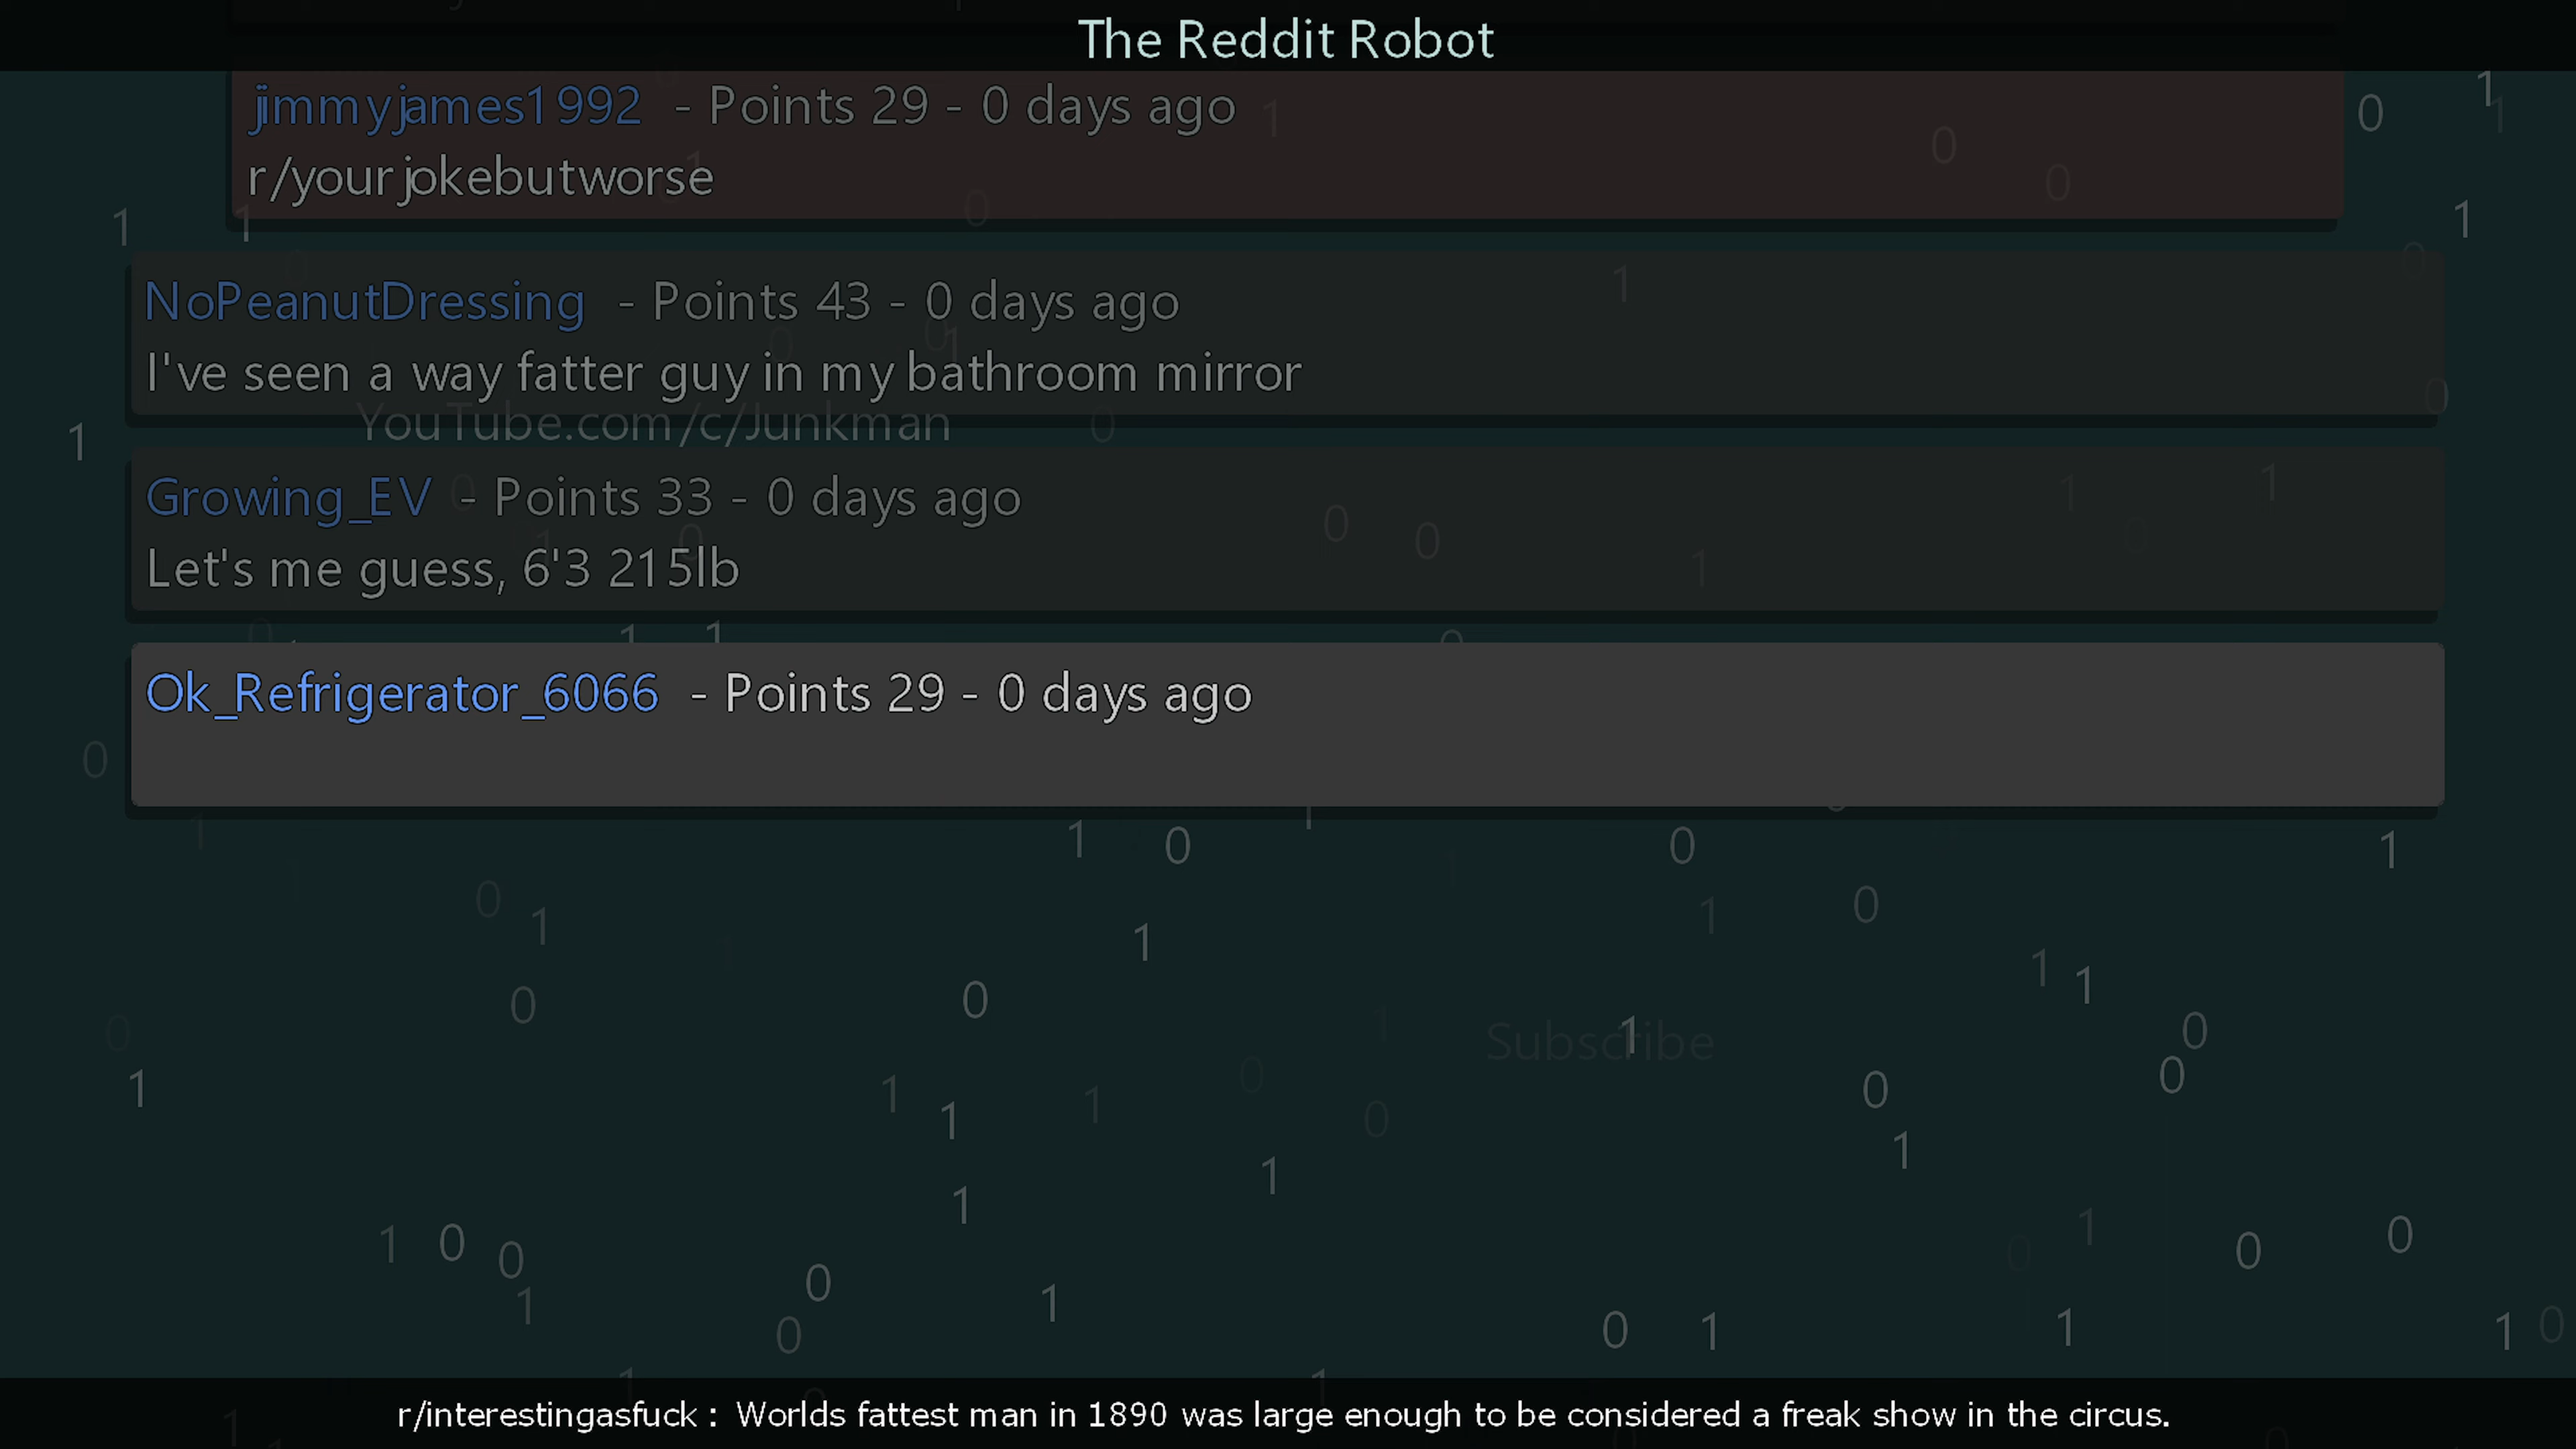 The Reddit Robot
jimmyjames1992 - Points 29 - 0 days ago
r/yourjokebutworse
NoPeanutDressing - Points 43 - 0 days ago
I've seen a way fatter guy in my bathroom mirror
YouTube.com/c/Junkman
Growing_EV - Points 33 - 0 days ago
Let's me guess, 6'3 215lb
Ok_Refrigerator_6066 - Points 29 - 0 days ago
Subscribe
r/interestingasfuck : Worlds fattest man in 1890 was large enough to be considered a freak show in the circus.